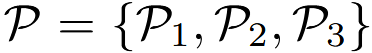 𝒫 = {𝒫₁, 𝒫₂, 𝒫₃}